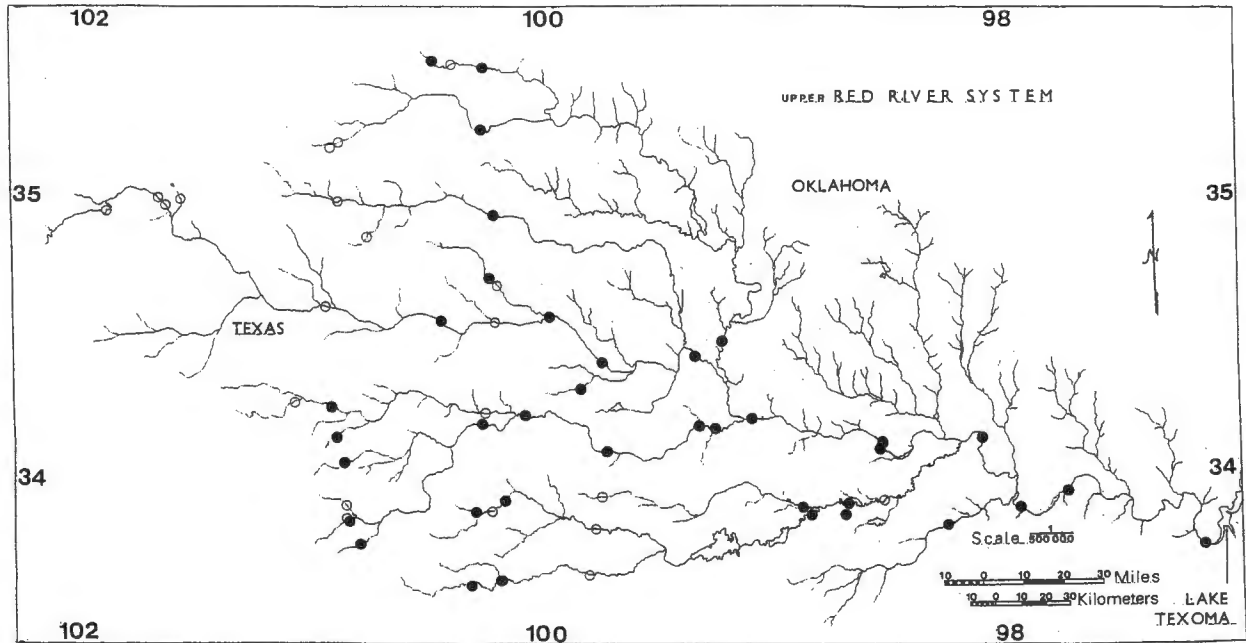 102 100 98
UPPER RED RIVER SYSTEM
35 OKLAHOMA 35
N
TEXAS
34 34
Scale 1/500000
10 0 10 20 30 Miles
10 0 10 20 30 Kilometers
LAKE
TEXOMA
102 100 98